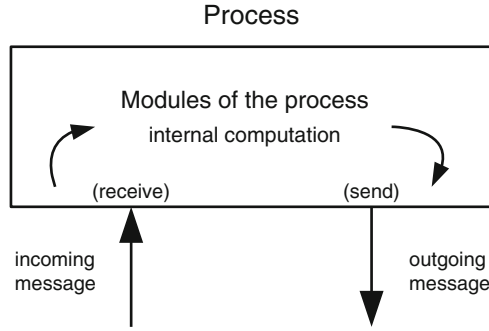 Process
Modules of the process
internal computation
(receive)
(send)
incoming
message
outgoing
message